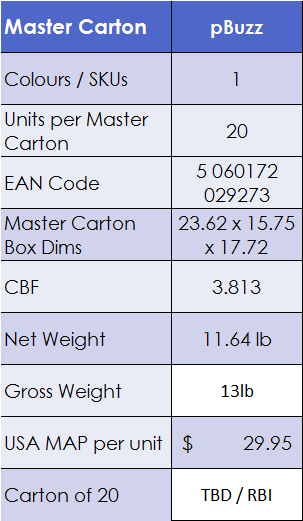 Master Carton pBuzz
Colours / SKUs 1
Units per Master
Carton 20
EAN Code 5 060172
029273
Master Carton 23.62 x 15.75
Box Dims x 17.72
CBF 3.813
Net Weight 11.64 lb
Gross Weight 13lb
USA MAP per unit $ 29.95
Carton of 20 TBD / RBI